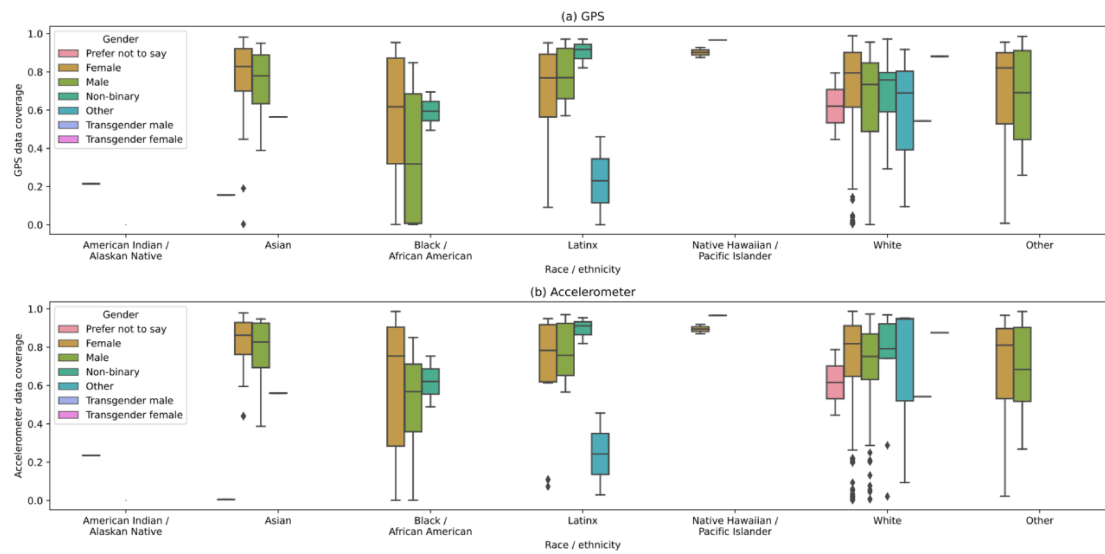 (a) GPS
Gender
Prefer not to say
Female
Male
Non-binary
Other
Transgender male
Transgender female
GPS data coverage
1.0
0.8
0.6
0.4
0.2
0.0
American Indian /
Alaskan Native
Asian
Black /
African American
Latinx
Native Hawaiian /
Pacific Islander
White
Other
Race / ethnicity
(b) Accelerometer
Gender
Prefer not to say
Female
Male
Non-binary
Other
Transgender male
Transgender female
Accelerometer data coverage
1.0
0.8
0.6
0.4
0.2
0.0
American Indian /
Alaskan Native
Asian
Black /
African American
Latinx
Native Hawaiian /
Pacific Islander
White
Other
Race / ethnicity